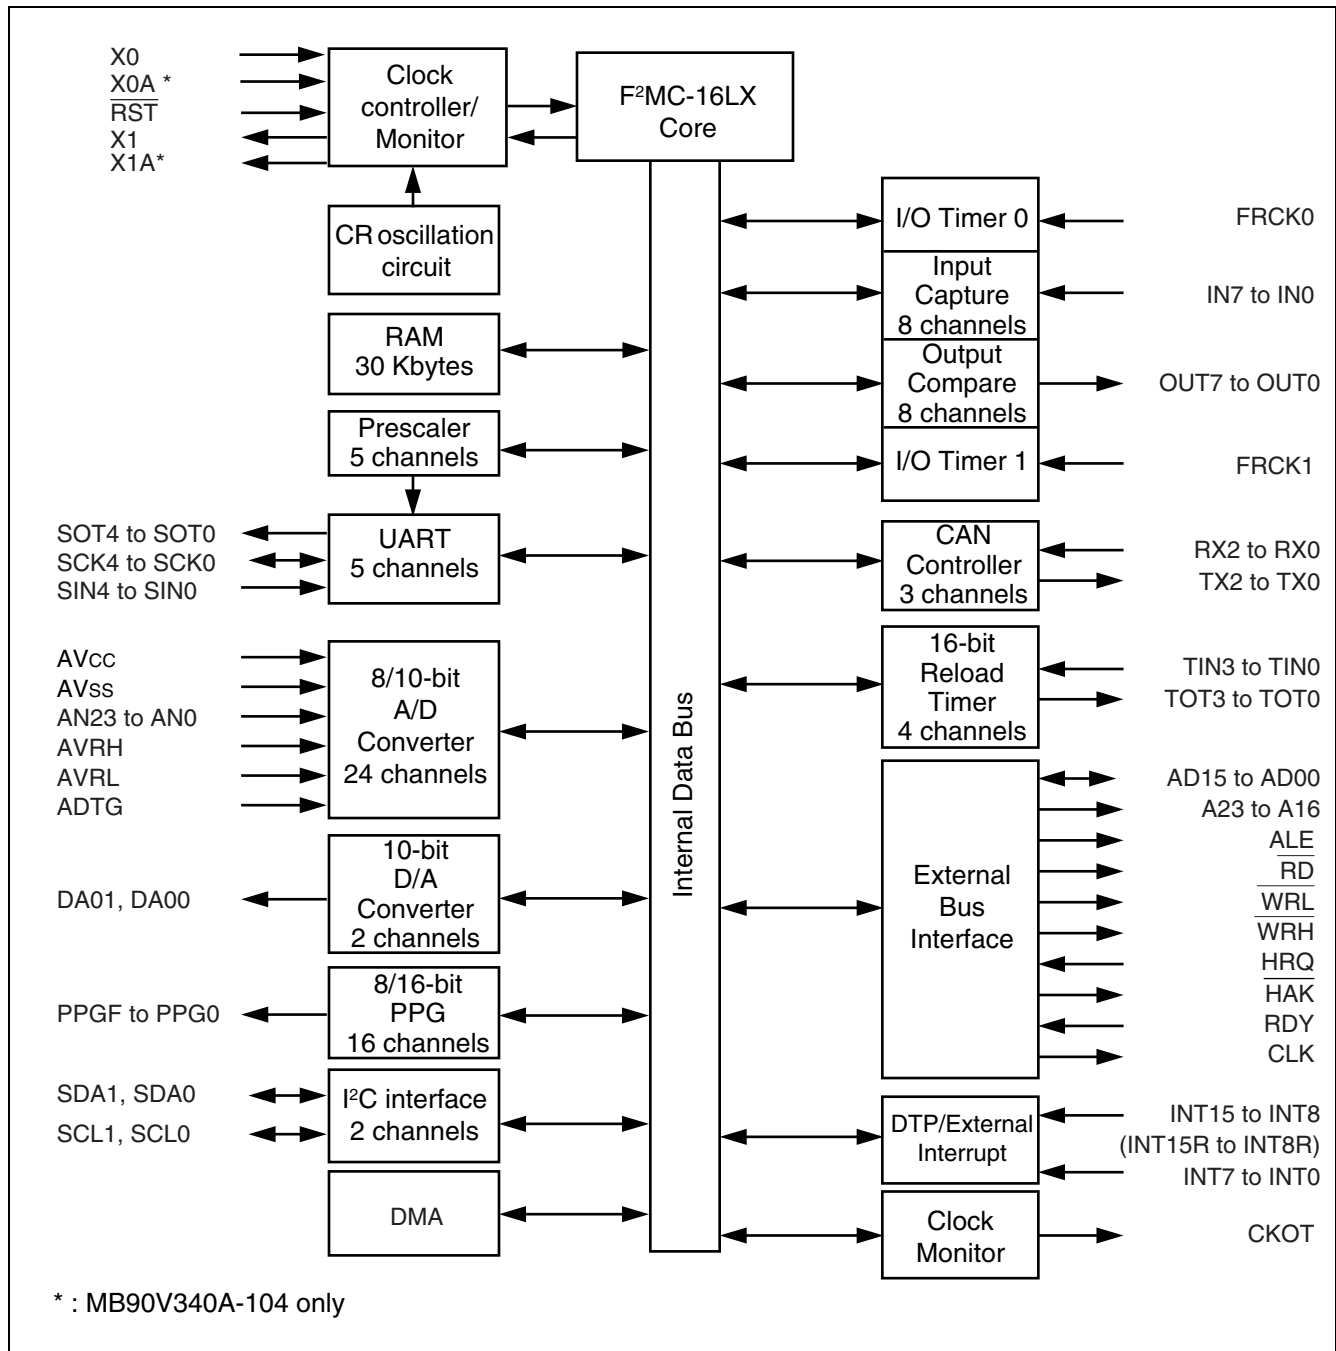 X0
X0A *
RST
X1
X1A*
Clock
controller/
Monitor
F²MC-16LX
Core
CR oscillation
circuit
RAM
30 Kbytes
Prescaler
5 channels
SOT4 to SOT0
SCK4 to SCK0
SIN4 to SIN0
UART
5 channels
AVCC
AVSS
AN23 to AN0
AVRH
AVRL
ADTG
8/10-bit
A/D
Converter
24 channels
DA01, DA00
10-bit
D/A
Converter
2 channels
PPGF to PPG0
8/16-bit
PPG
16 channels
SDA1, SDA0
SCL1, SCL0
I²C interface
2 channels
DMA
Internal Data Bus
I/O Timer 0
FRCK0
Input
Capture
8 channels
IN7 to IN0
Output
Compare
8 channels
OUT7 to OUT0
I/O Timer 1
FRCK1
CAN
Controller
3 channels
RX2 to RX0
TX2 to TX0
16-bit
Reload
Timer
4 channels
TIN3 to TIN0
TOT3 to TOT0
External
Bus
Interface
AD15 to AD00
A23 to A16
ALE
RD
WRL
WRH
HRQ
HAK
RDY
CLK
DTP/External
Interrupt
INT15 to INT8
(INT15R to INT8R)
INT7 to INT0
Clock
Monitor
CKOT
* : MB90V340A-104 only